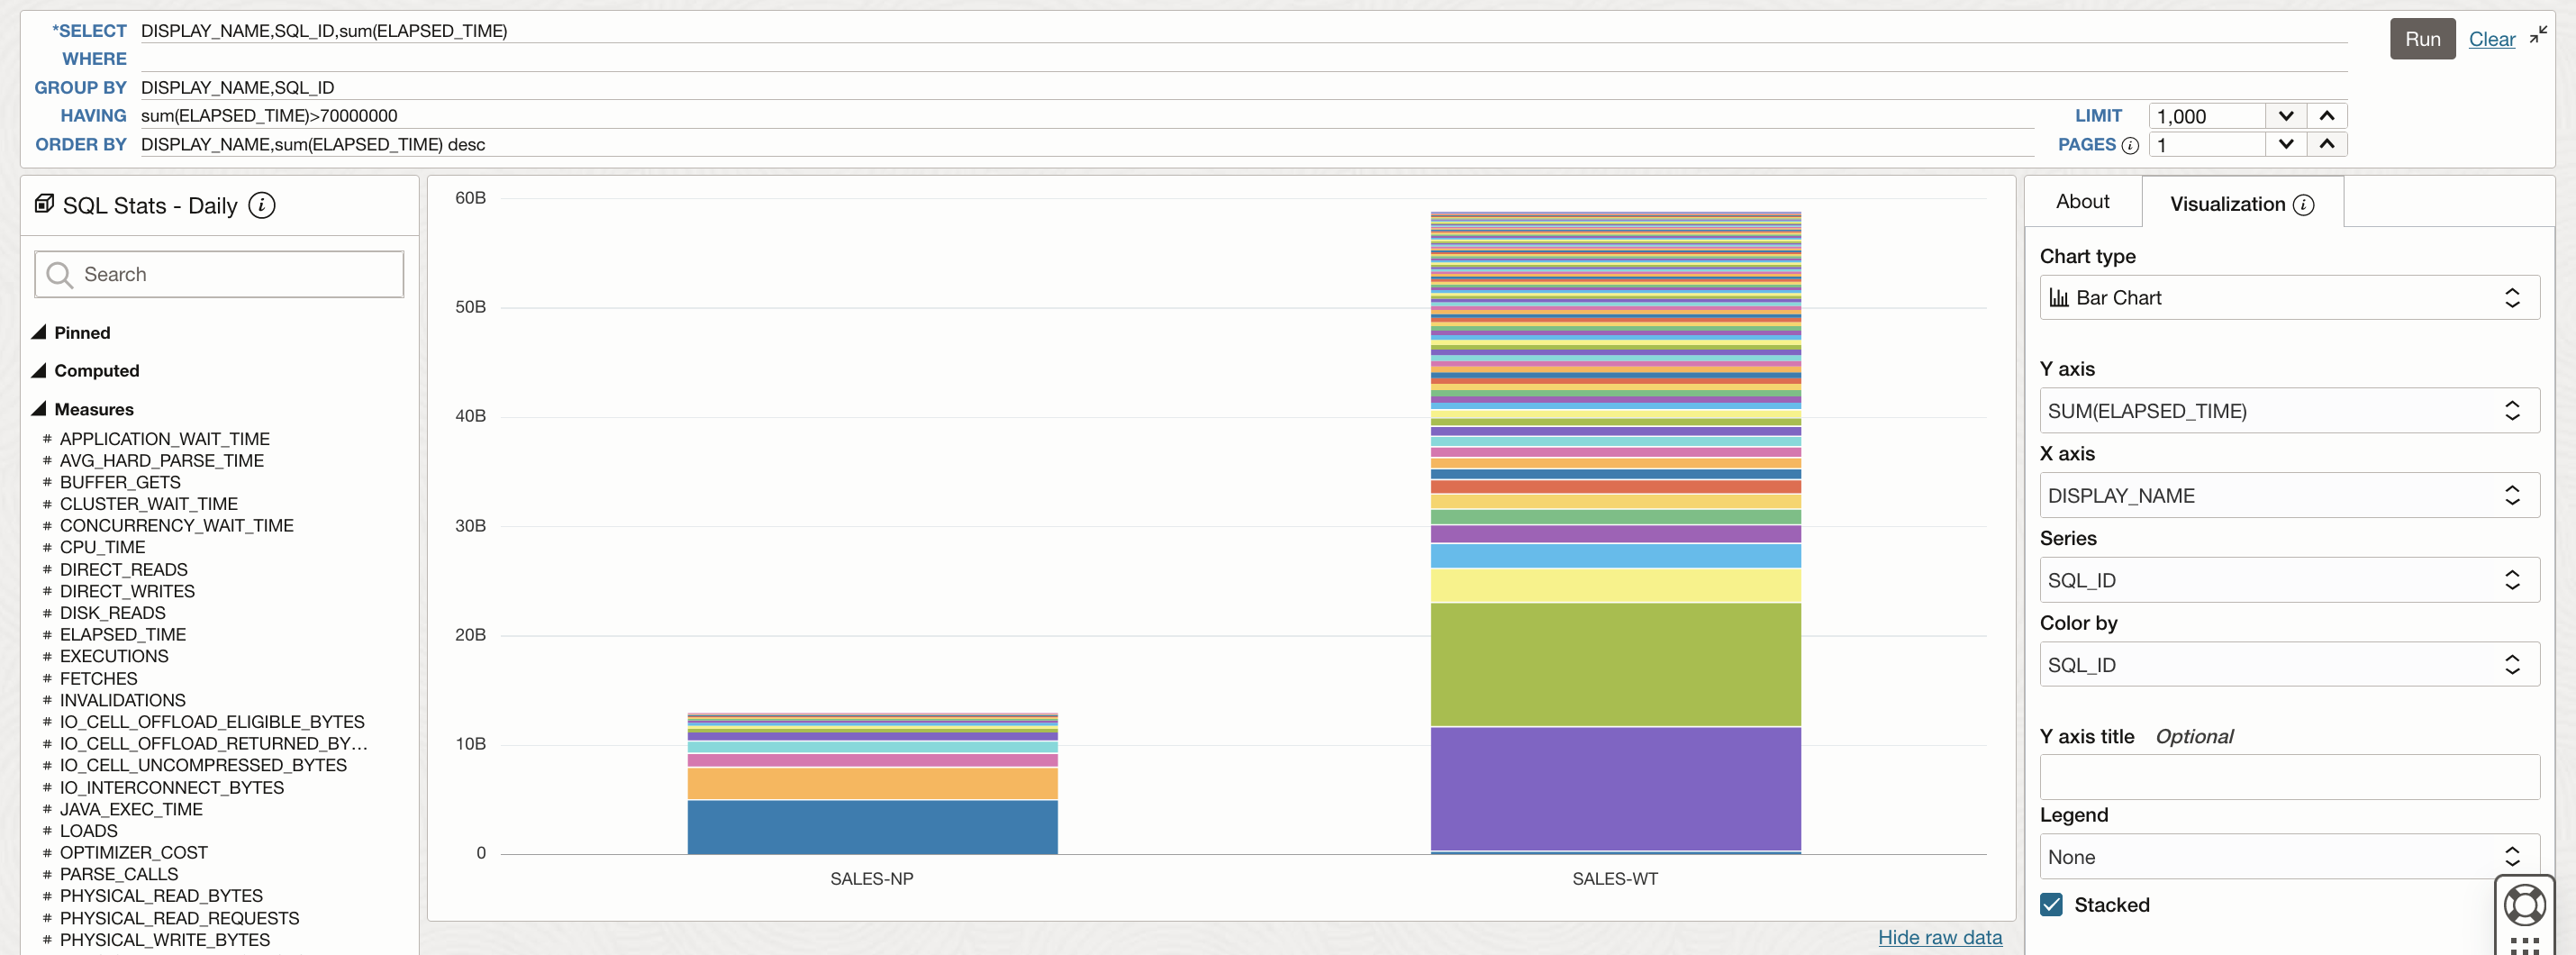 *SELECT DISPLAY_NAME,SQL_ID,sum(ELAPSED_TIME)
Run Clear
WHERE
GROUP BY DISPLAY_NAME,SQL_ID
HAVING sum(ELAPSED_TIME)>70000000
LIMIT 1,000
ORDER BY DISPLAY_NAME,sum(ELAPSED_TIME) desc
PAGES i 1
SQL Stats - Daily i
Search
Pinned
Computed
Measures
# APPLICATION_WAIT_TIME
# AVG_HARD_PARSE_TIME
# BUFFER_GETS
# CLUSTER_WAIT_TIME
# CONCURRENCY_WAIT_TIME
# CPU_TIME
# DIRECT_READS
# DIRECT_WRITES
# DISK_READS
# ELAPSED_TIME
# EXECUTIONS
# FETCHES
# INVALIDATIONS
# IO_CELL_OFFLOAD_ELIGIBLE_BYTES
# IO_CELL_OFFLOAD_RETURNED_BY...
# IO_CELL_UNCOMPRESSED_BYTES
# IO_INTERCONNECT_BYTES
# JAVA_EXEC_TIME
# LOADS
# OPTIMIZER_COST
# PARSE_CALLS
# PHYSICAL_READ_BYTES
# PHYSICAL_READ_REQUESTS
# PHYSICAL_WRITE_BYTES
60B
50B
40B
30B
20B
10B
0
SALES-NP SALES-WT
Hide raw data
About Visualization i
Chart type
Bar Chart
Y axis
SUM(ELAPSED_TIME)
X axis
DISPLAY_NAME
Series
SQL_ID
Color by
SQL_ID
Y axis title Optional
Legend
None
Stacked